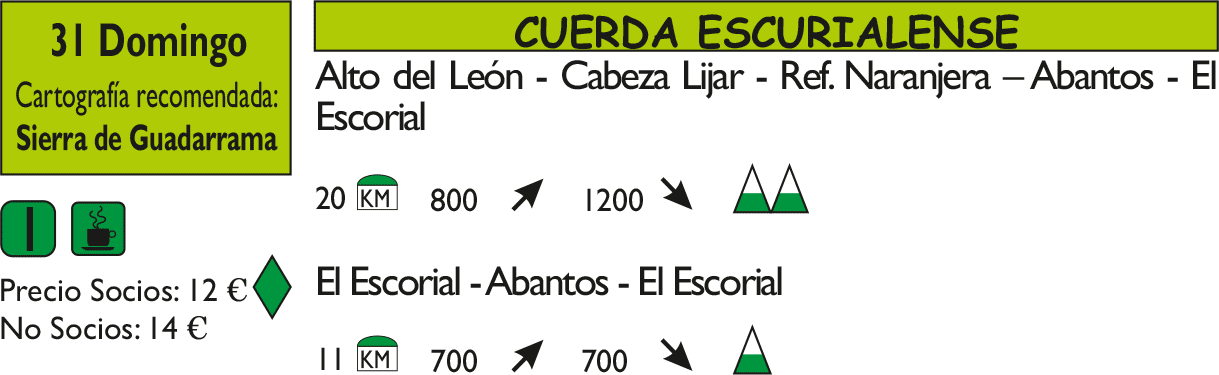 31 Domingo
Cartografía recomendada:
Sierra de Guadarrama
I
Precio Socios: 12 €
No Socios: 14 €
CUERDA ESCURIALENSE
Alto del León - Cabeza Lijar - Ref. Naranjera – Abantos - El
Escorial
20 KM 800 1200
El Escorial - Abantos - El Escorial
11 KM 700 700